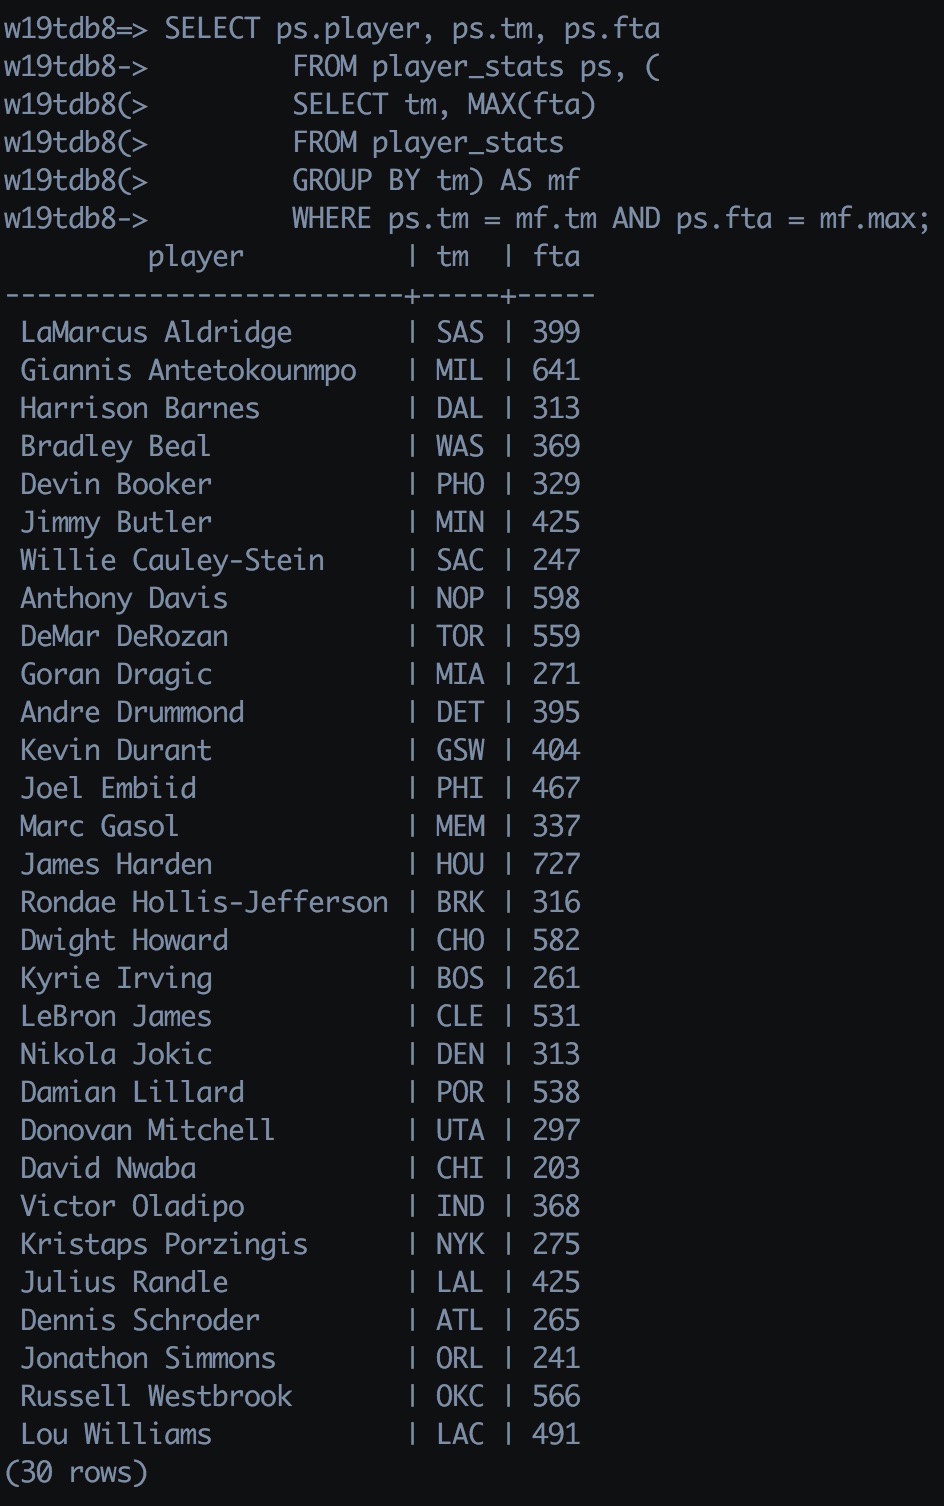 w19tdb8=> SELECT ps.player, ps.tm, ps.fta
w19tdb8->         FROM player_stats ps, (
w19tdb8(>         SELECT tm, MAX(fta)
w19tdb8(>         FROM player_stats
w19tdb8(>         GROUP BY tm) AS mf
w19tdb8->         WHERE ps.tm = mf.tm AND ps.fta = mf.max;
         player          | tm  | fta
-------------------------+-----+-----
 LaMarcus Aldridge       | SAS | 399
 Giannis Antetokounmpo   | MIL | 641
 Harrison Barnes         | DAL | 313
 Bradley Beal            | WAS | 369
 Devin Booker            | PHO | 329
 Jimmy Butler            | MIN | 425
 Willie Cauley-Stein     | SAC | 247
 Anthony Davis           | NOP | 598
 DeMar DeRozan           | TOR | 559
 Goran Dragic            | MIA | 271
 Andre Drummond          | DET | 395
 Kevin Durant            | GSW | 404
 Joel Embiid             | PHI | 467
 Marc Gasol              | MEM | 337
 James Harden            | HOU | 727
 Rondae Hollis-Jefferson | BRK | 316
 Dwight Howard           | CHO | 582
 Kyrie Irving            | BOS | 261
 LeBron James            | CLE | 531
 Nikola Jokic            | DEN | 313
 Damian Lillard          | POR | 538
 Donovan Mitchell        | UTA | 297
 David Nwaba             | CHI | 203
 Victor Oladipo          | IND | 368
 Kristaps Porzingis      | NYK | 275
 Julius Randle           | LAL | 425
 Dennis Schroder         | ATL | 265
 Jonathon Simmons        | ORL | 241
 Russell Westbrook       | OKC | 566
 Lou Williams            | LAC | 491
(30 rows)